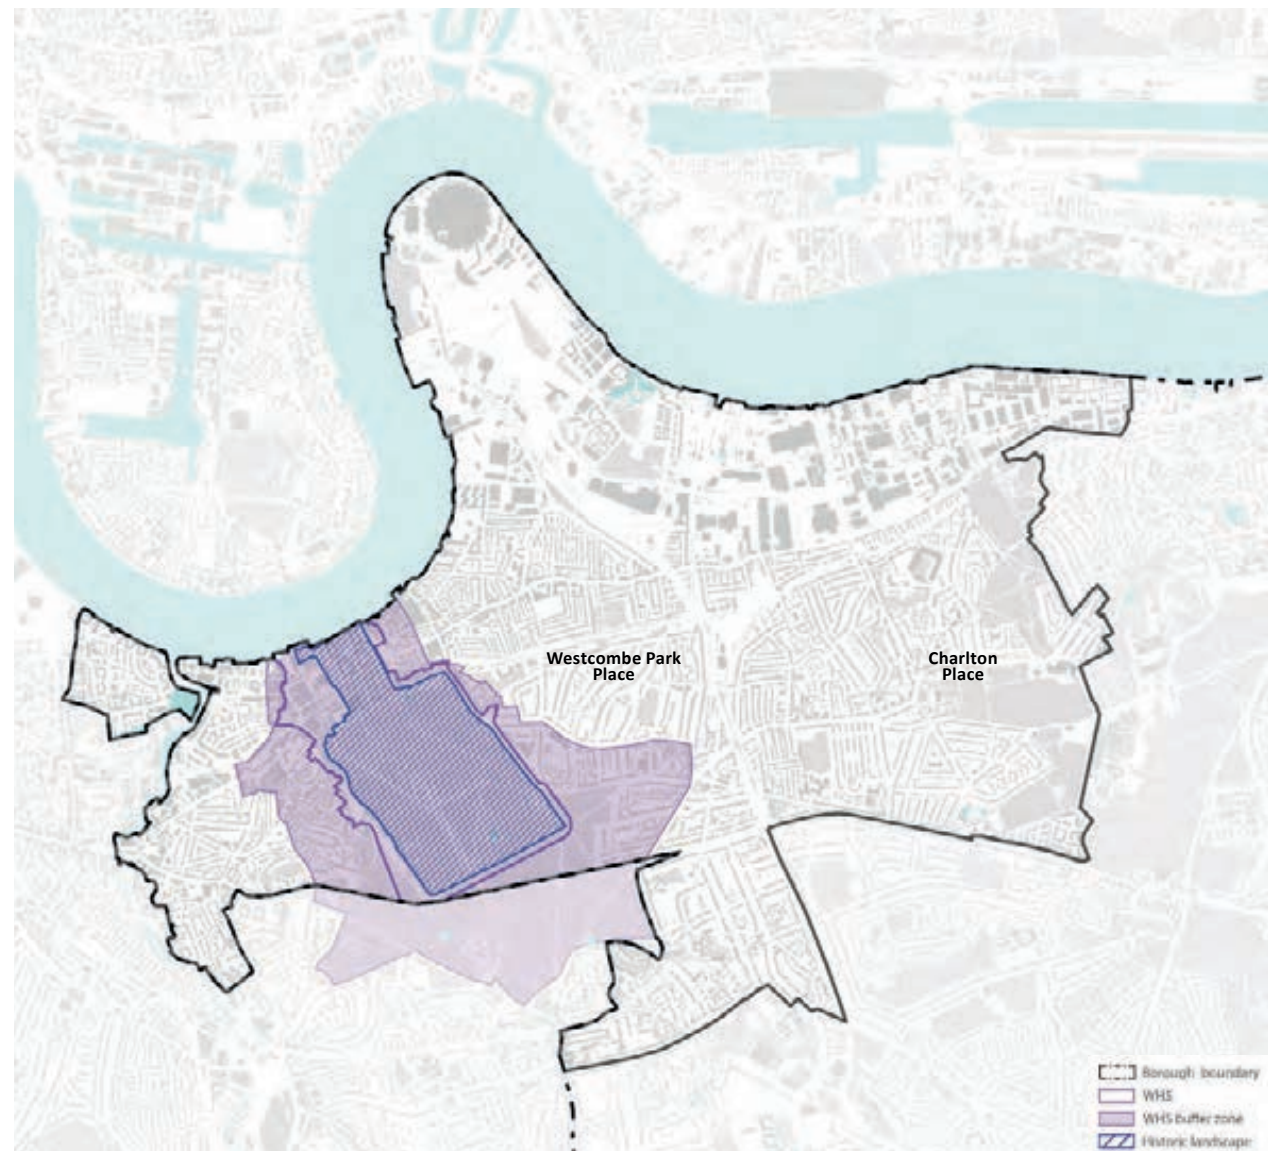 Westcombe Park
Place
Charlton
Place
Borough boundary
WHS
WHS buffer zone
Historic landscape